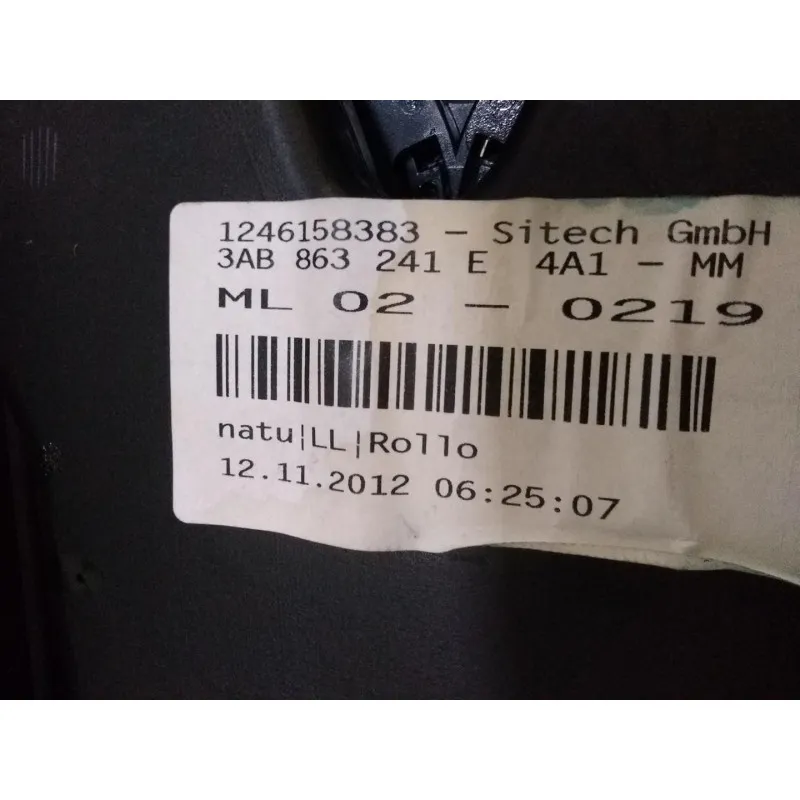 1246158383 - Sitech GmbH
3AB 863 241 E 4A1 - MM
ML 02 - 0219
natu¦LL¦Rollo
12.11.2012 06:25:07